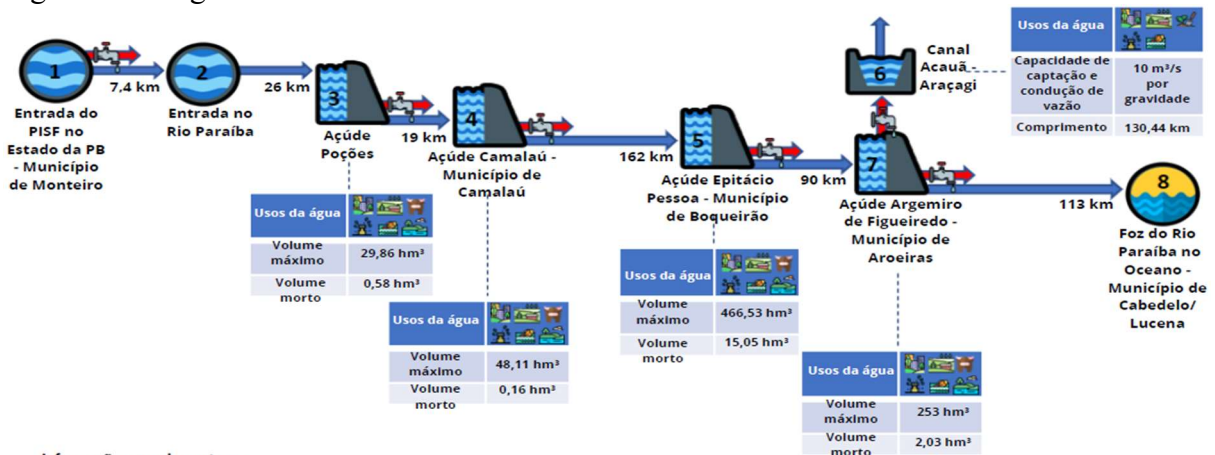 1
7,4 km
Entrada do
PISF no
Estado da PB
- Município
de Monteiro
2
26 km
Entrada no
Rio Paraíba
3
19 km
Açúde
Poções
Usos da água
Volume
máximo
29,86 hm³
Volume
morto
0,58 hm³
4
162 km
Açúde Camalaú -
Município de
Camalaú
Usos da água
Volume
máximo
48,11 hm³
Volume
morto
0,16 hm³
5
90 km
Açúde Epitácio
Pessoa - Município
de Boqueirão
Usos da água
Volume
máximo
466,53 hm³
Volume
morto
15,05 hm³
6
Canal
Acauã -
Araçagi
Usos da água
Capacidade de
captação e
condução de
vazão
10 m³/s
por
gravidade
Comprimento
130,44 km
7
113 km
Açúde Argemiro
de Figueiredo -
Município de
Aroeiras
Usos da água
Volume
máximo
253 hm³
Volume
morto
2,03 hm³
8
Foz do Rio
Paraíba no
Oceano -
Município de
Cabedelo/
Lucena